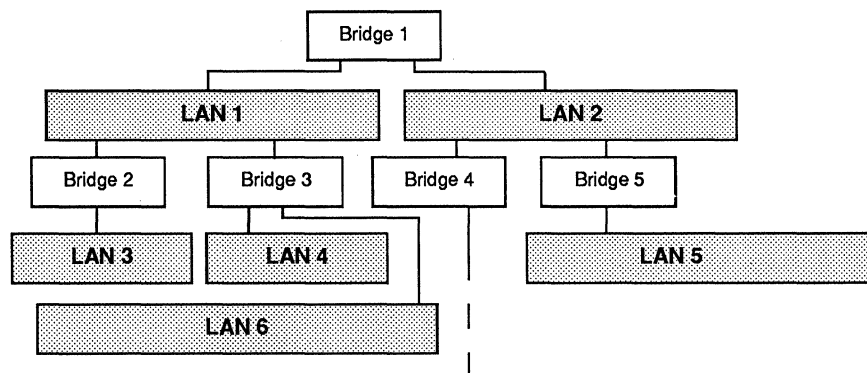 Bridge 1
LAN 1
LAN 2
Bridge 2
Bridge 3
Bridge 4
Bridge 5
LAN 3
LAN 4
LAN 5
LAN 6